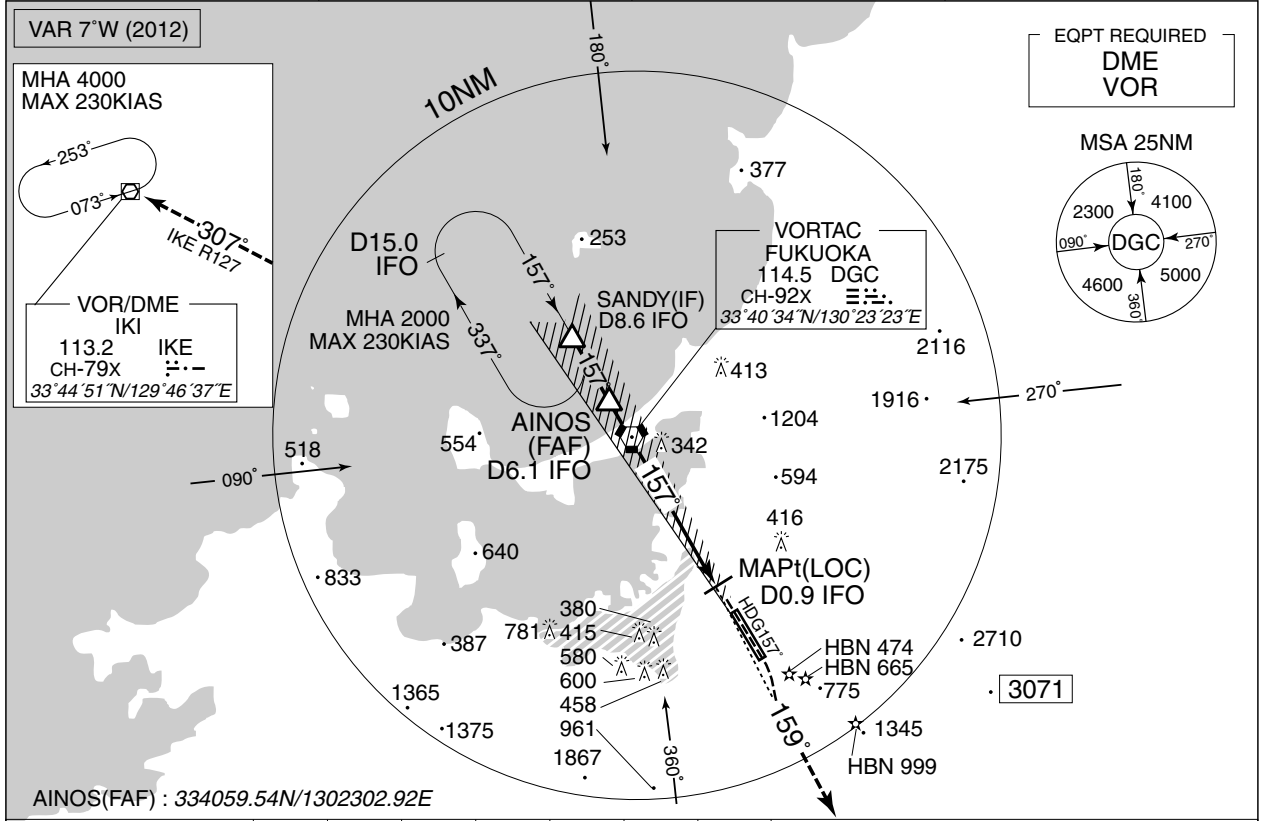 VAR 7˚W (2012)
MHA 4000
MAX 230KIAS
253˚
073˚
307˚
IKE R127
VOR/DME
IKI
113.2 IKE
CH-79X
33˚44´51˝N/129˚46´37˝E
10NM
180˚
EQPT REQUIRED
DME
VOR
MSA 25NM
180˚
2300
4100
090˚
DGC
270˚
4600
5000
360˚
377
253
D15.0
IFO
157˚
337˚
MHA 2000
MAX 230KIAS
SANDY(IF)
D8.6 IFO
VORTAC
FUKUOKA
114.5 DGC
CH-92X
33˚40´34˝N/130˚23´23˝E
157˚
2116
413
1916
270˚
1204
AINOS
(FAF)
D6.1 IFO
342
554
518
090˚
594
2175
157˚
416
640
833
MAPt(LOC)
D0.9 IFO
HDG157˚
380
781
415
387
580
600
458
961
1867
HBN 474
HBN 665
775
2710
3071
1365
1375
360˚
159˚
1345
HBN 999
AINOS(FAF) : 334059.54N/1302302.92E